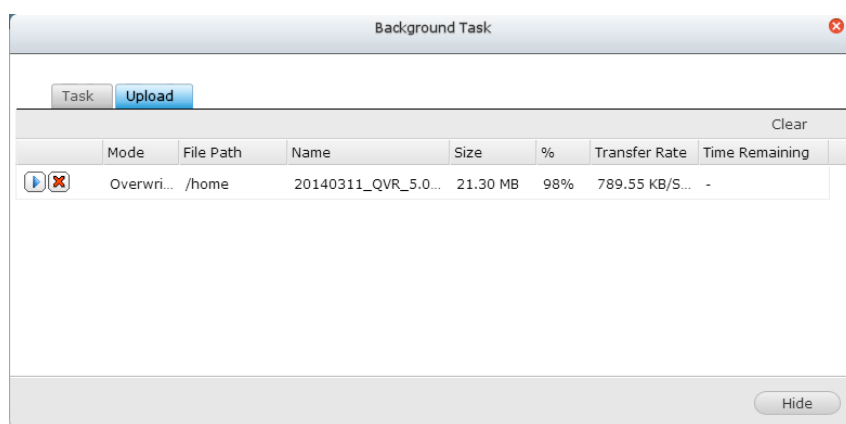 Background Task
Task Upload
Clear
Mode File Path Name Size % Transfer Rate Time Remaining
Overwri... /home 20140311_QVR_5.0... 21.30 MB 98% 789.55 KB/S... -
Hide